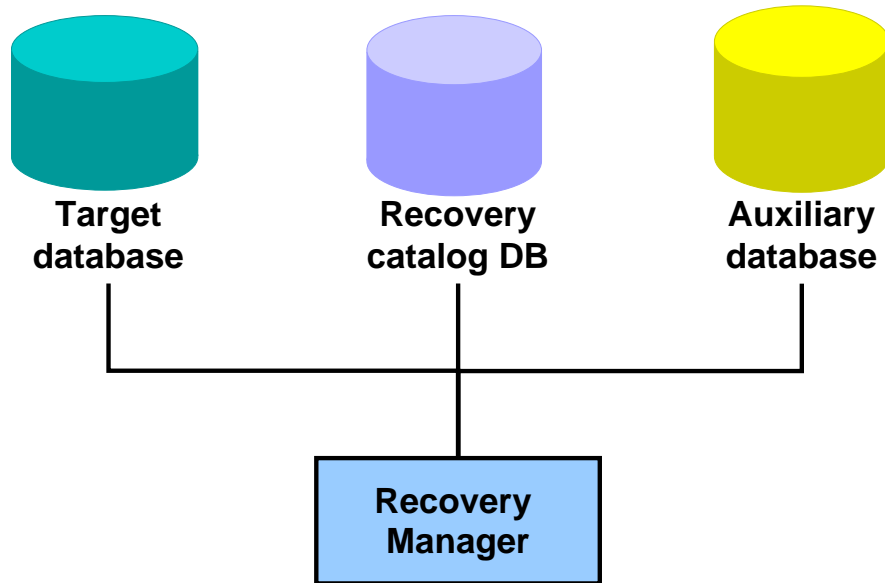 Target
database
Recovery
catalog DB
Auxiliary
database
Recovery
Manager